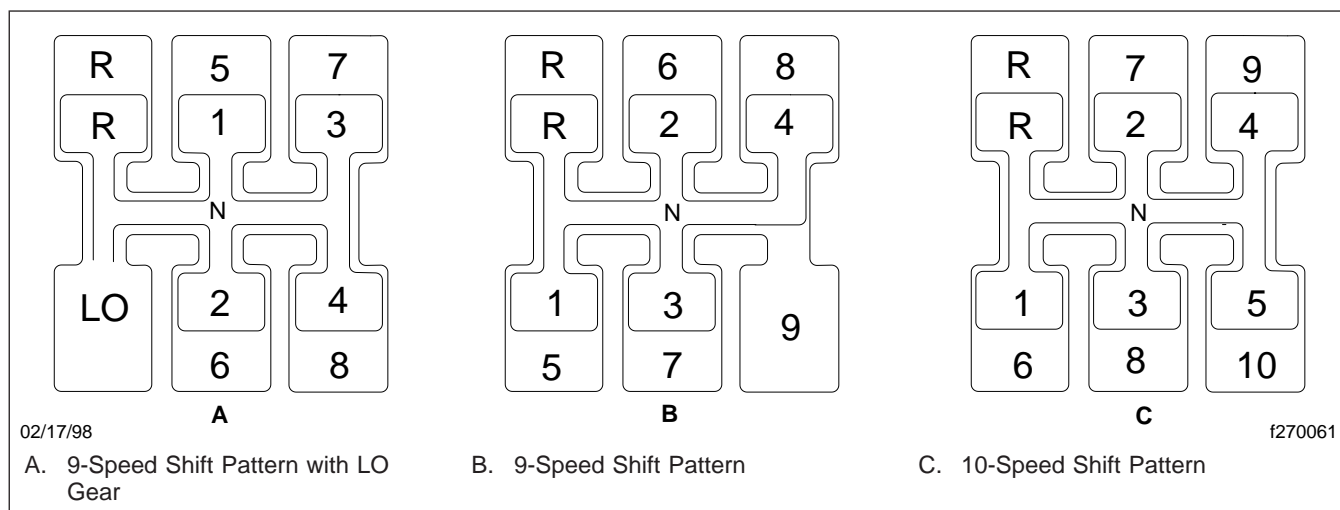 R 5 7 R 6 8 R 7 9
R 1 3 R 2 4 R 2 4
N N N
LO 2 4 1 3 9 1 3 5
6 8 5 7 6 8 10
A B C
02/17/98 f270061
A. 9-Speed Shift Pattern with LO Gear
B. 9-Speed Shift Pattern
C. 10-Speed Shift Pattern